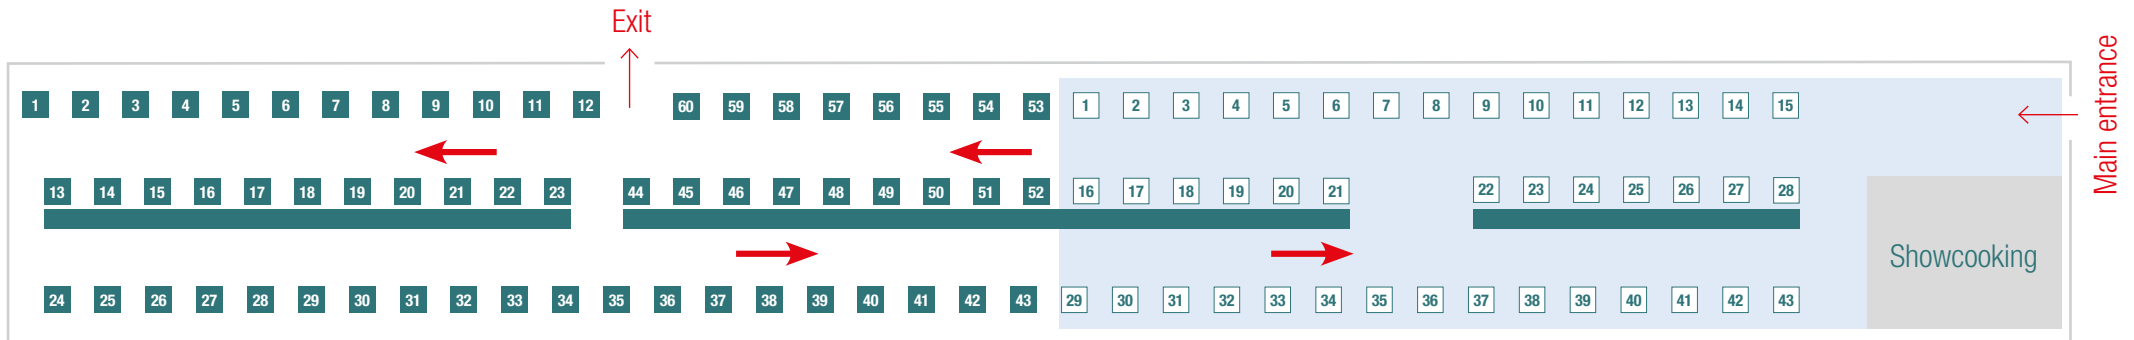 Exit
Main entrance
1 2 3 4 5 6 7 8 9 10 11 12 60 59 58 57 56 55 54 53 1 2 3 4 5 6 7 8 9 10 11 12 13 14 15
13 14 15 16 17 18 19 20 21 22 23 44 45 46 47 48 49 50 51 52 16 17 18 19 20 21 22 23 24 25 26 27 28
Showcooking
24 25 26 27 28 29 30 31 32 33 34 35 36 37 38 39 40 41 42 43 29 30 31 32 33 34 35 36 37 38 39 40 41 42 43